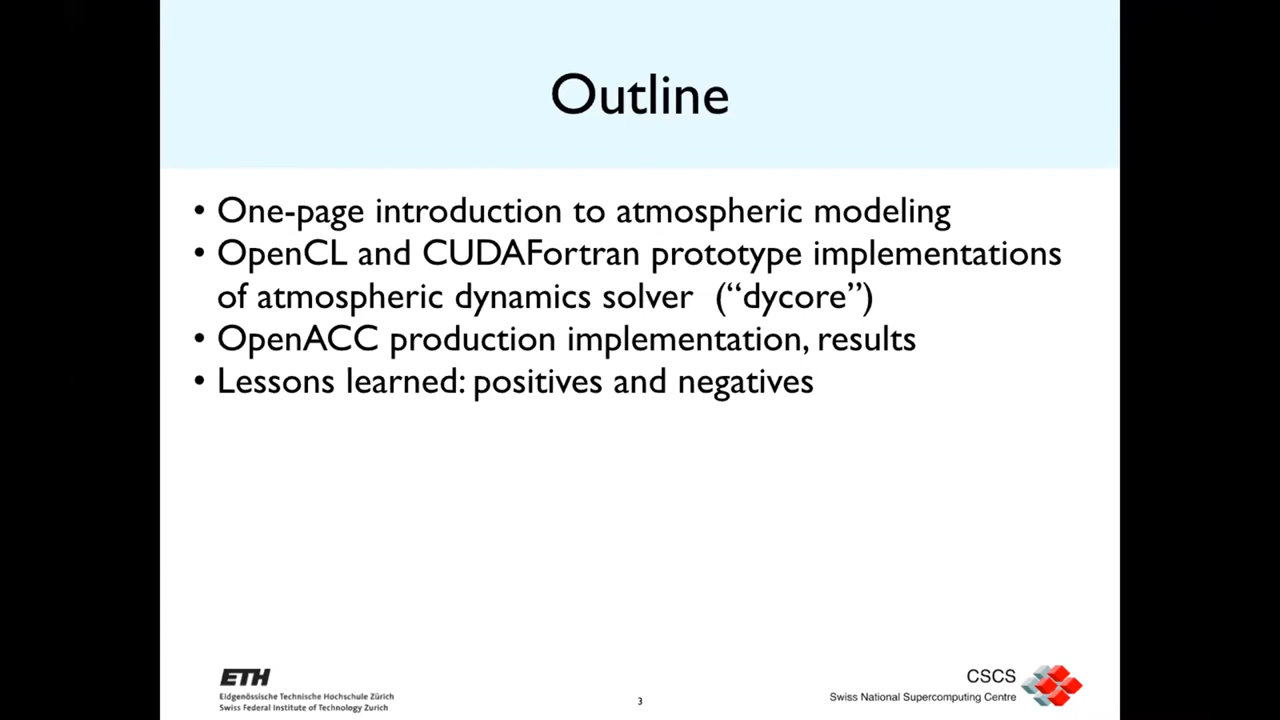 Outline
• One-page introduction to atmospheric modeling
• OpenCL and CUDAFortran prototype implementations
of atmospheric dynamics solver (“dycore”)
• OpenACC production implementation, results
• Lessons learned: positives and negatives
ETH
Eidgenössische Technische Hochschule Zürich
Swiss Federal Institute of Technology Zurich
3
CSCS
Swiss National Supercomputing Centre